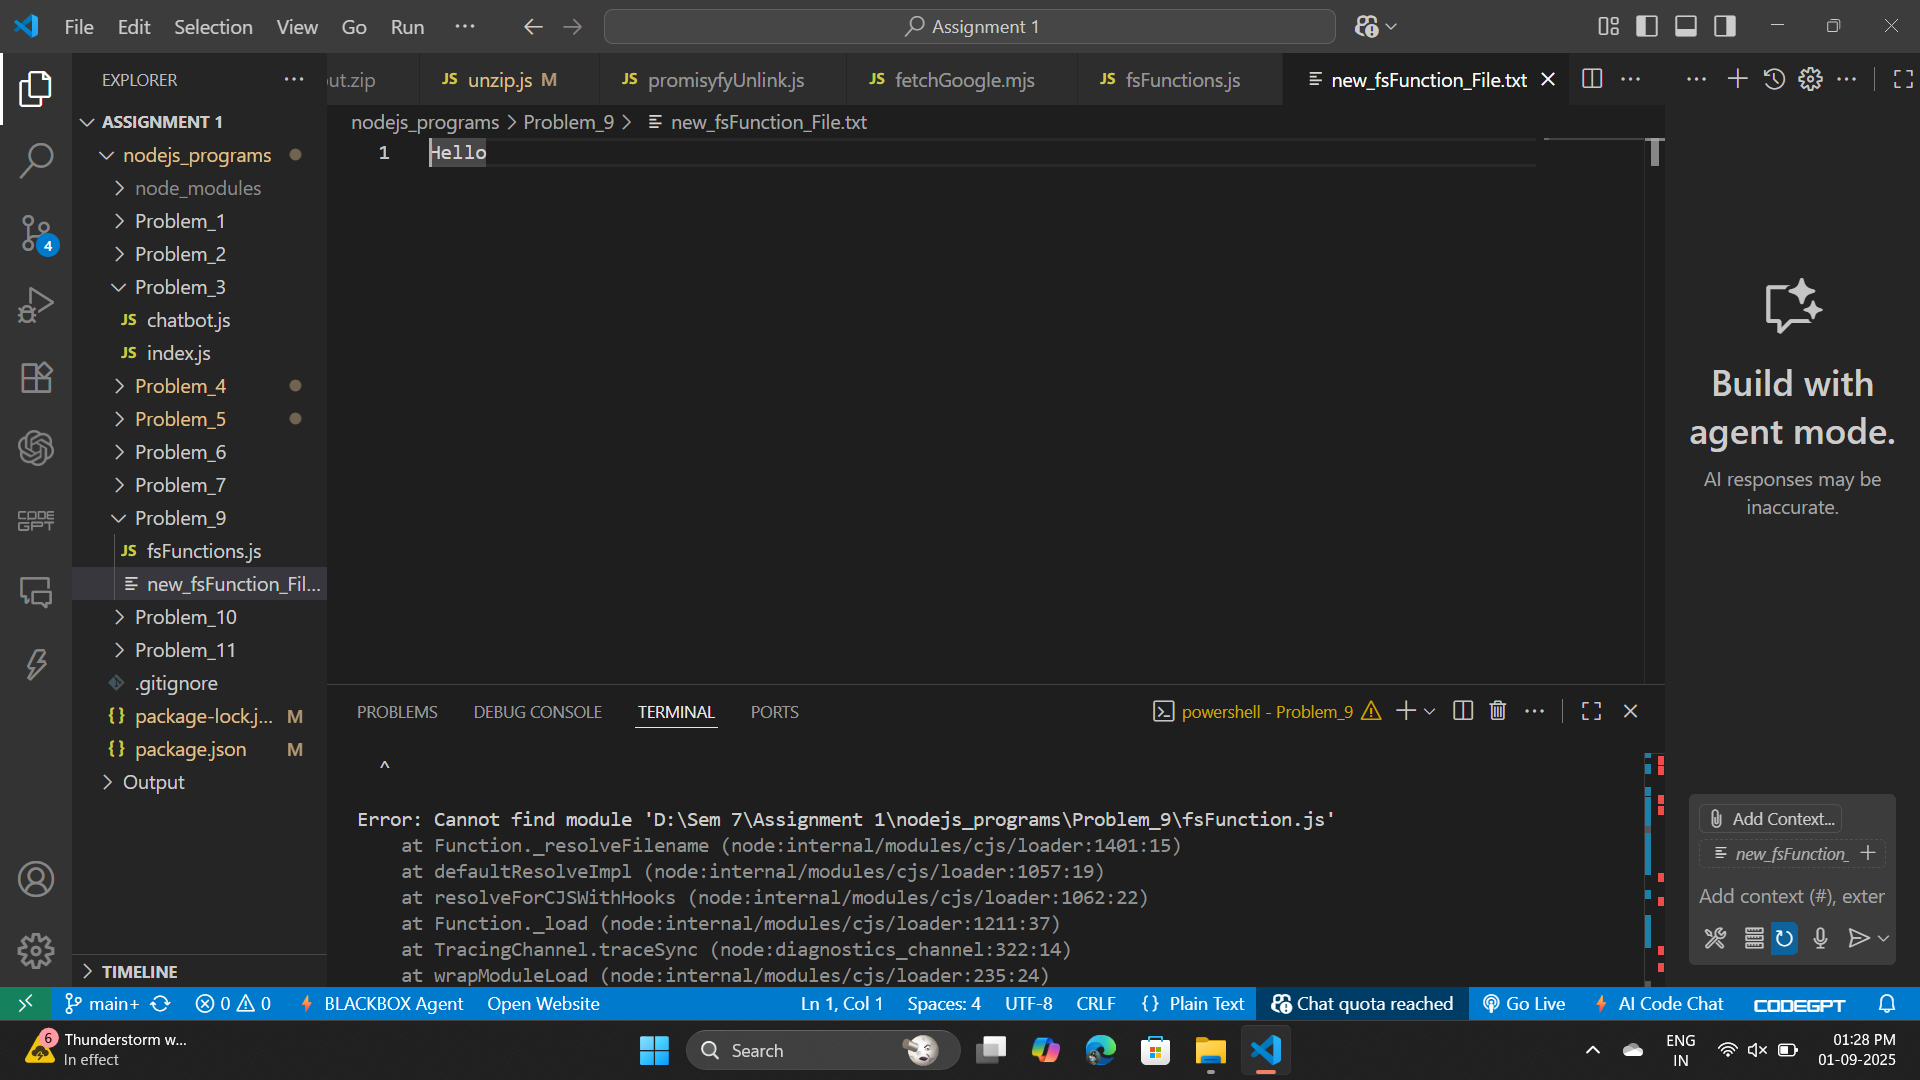 File Edit Selection View Go Run ··· Assignment 1
EXPLORER ···
ut.zip
JS unzip.js M
JS promisyfyUnlink.js
JS fetchGoogle.mjs
JS fsFunctions.js
new_fsFunction_File.txt
nodejs_programs > Problem_9 > new_fsFunction_File.txt
1 Hello
ASSIGNMENT 1
nodejs_programs
node_modules
Problem_1
Problem_2
Problem_3
JS chatbot.js
JS index.js
Problem_4
Problem_5
Problem_6
Problem_7
Problem_9
JS fsFunctions.js
new_fsFunction_Fil...
Problem_10
Problem_11
.gitignore
{} package-lock.j... M
{} package.json M
Output
TIMELINE
4
CODE
GPT
PROBLEMS DEBUG CONSOLE TERMINAL PORTS
powershell - Problem_9
^
Error: Cannot find module 'D:\Sem 7\Assignment 1\nodejs_programs\Problem_9\fsFunction.js'
at Function._resolveFilename (node:internal/modules/cjs/loader:1401:15)
at defaultResolveImpl (node:internal/modules/cjs/loader:1057:19)
at resolveForCJSWithHooks (node:internal/modules/cjs/loader:1062:22)
at Function._load (node:internal/modules/cjs/loader:1211:37)
at TracingChannel.traceSync (node:diagnostics_channel:322:14)
at wrapModuleLoad (node:internal/modules/cjs/loader:235:24)
Build with
agent mode.
AI responses may be
inaccurate.
Add Context...
new_fsFunction_
Add context (#), exter
main+ 0 0 BLACKBOX Agent Open Website Ln 1, Col 1 Spaces: 4 UTF-8 CRLF {} Plain Text Chat quota reached Go Live AI Code Chat CODEGPT
6
Thunderstorm w...
In effect
Search
ENG
IN
01:28 PM
01-09-2025